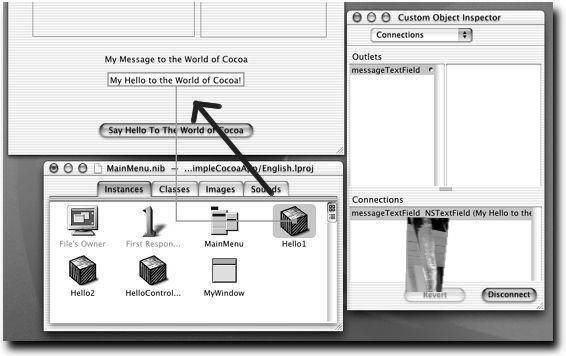 Custom Object Inspector
Connections
My Message to the World of Cocoa
Outlets
messageTextField
My Hello to the World of Cocoa!
Say Hello To The World of Cocoa
MainMenu.nib — ...impleCocoaApp/English.lproj
Instances Classes Images Sounds
Connections
messageTextField NSTextField (My Hello to the
File's Owner First Respon... MainMenu Hello1
Hello2 HelloControl... MyWindow
Revert Disconnect